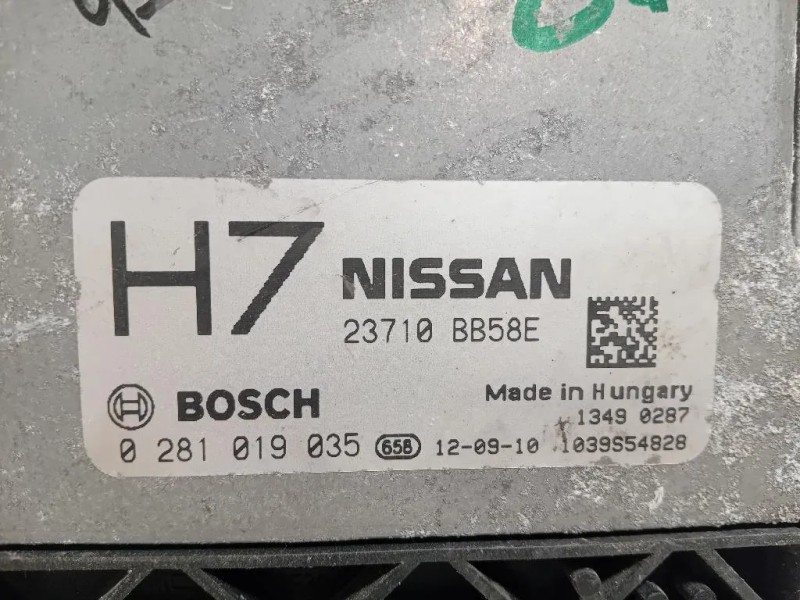 H7 NISSAN
23710 BB58E
BOSCH
Made in Hungary
1349 0287
0 281 019 035 658 12-09-10 1039S54828